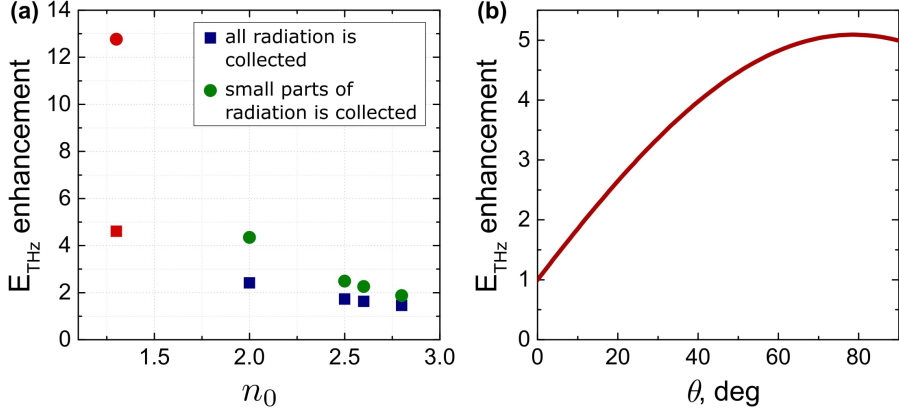 (a)
14
12
10
8
6
4
2
0
E_THz enhancement
all radiation is
collected
small parts of
radiation is collected
1.5 2.0 2.5 3.0
n₀
(b)
5
4
3
2
1
0
E_THz enhancement
0 20 40 60 80
θ, deg